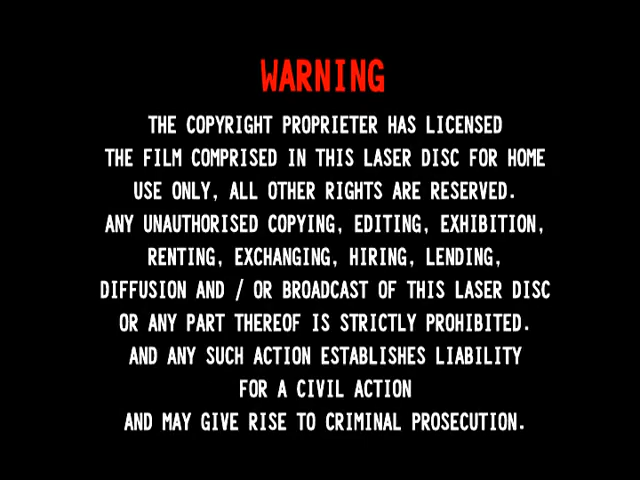 WARNING
THE COPYRIGHT PROPRIETER HAS LICENSED
THE FILM COMPRISED IN THIS LASER DISC FOR HOME
USE ONLY, ALL OTHER RIGHTS ARE RESERVED.
ANY UNAUTHORISED COPYING, EDITING, EXHIBITION,
RENTING, EXCHANGING, HIRING, LENDING,
DIFFUSION AND / OR BROADCAST OF THIS LASER DISC
OR ANY PART THEREOF IS STRICTLY PROHIBITED.
AND ANY SUCH ACTION ESTABLISHES LIABILITY
FOR A CIVIL ACTION
AND MAY GIVE RISE TO CRIMINAL PROSECUTION.